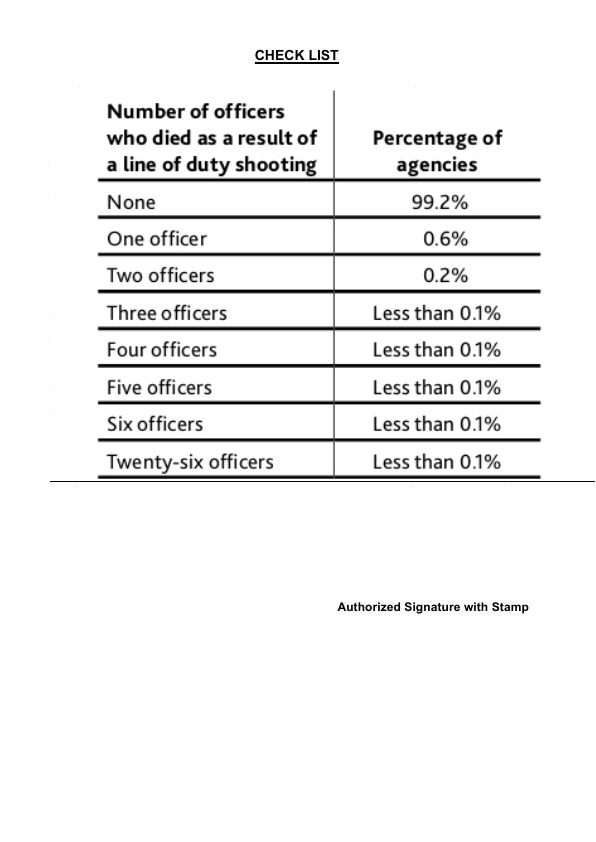 CHECK LIST
Number of officers
who died as a result of
a line of duty shooting
Percentage of
agencies
None 99.2%
One officer 0.6%
Two officers 0.2%
Three officers Less than 0.1%
Four officers Less than 0.1%
Five officers Less than 0.1%
Six officers Less than 0.1%
Twenty-six officers Less than 0.1%
Authorized Signature with Stamp